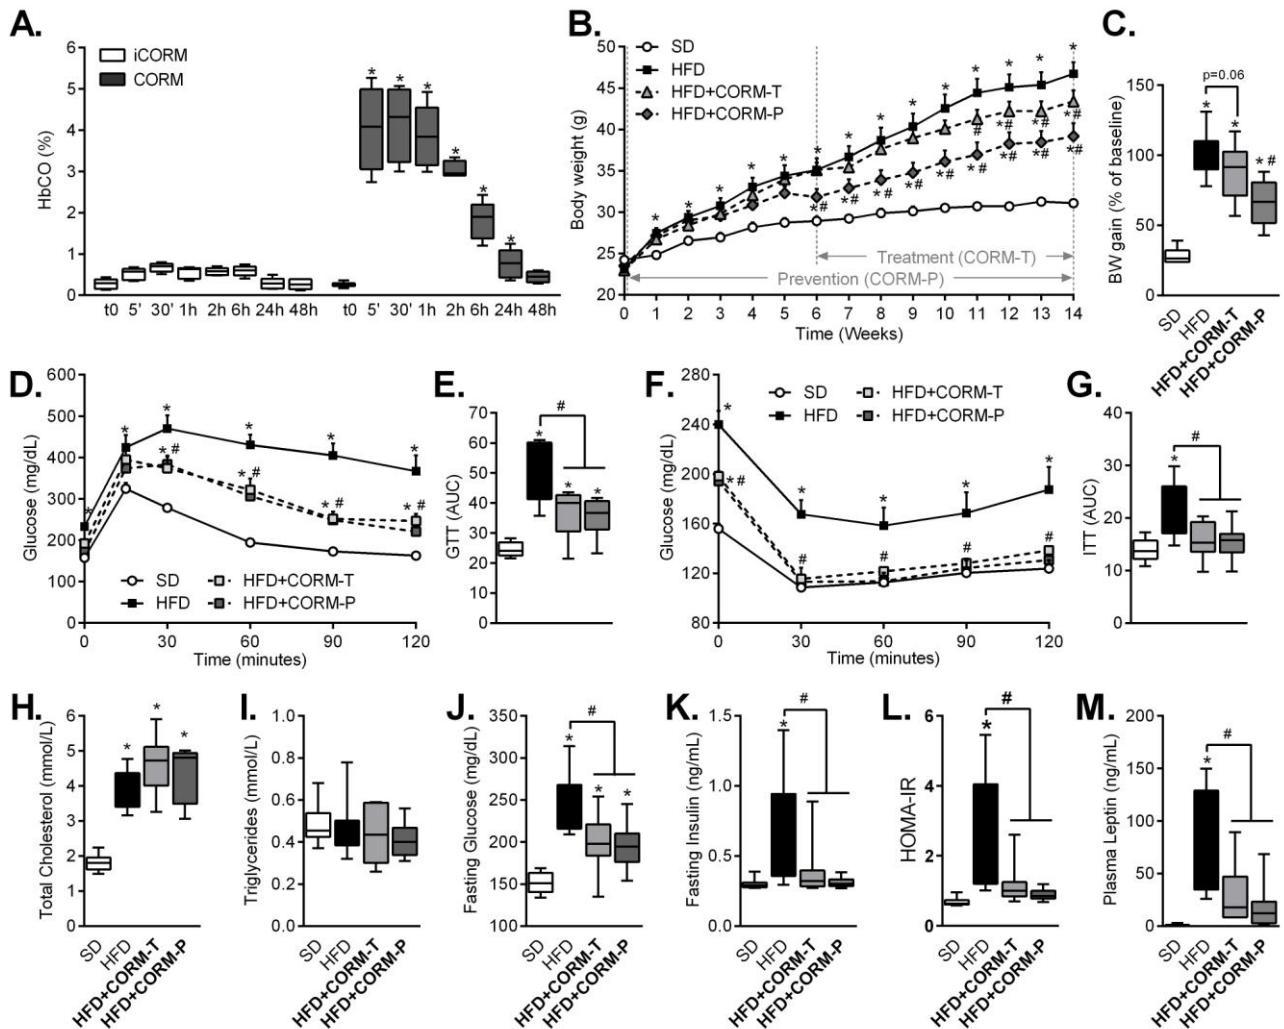 A.
iCORM
CORM
HbCO (%)
6
5
4
3
2
1
0
* * * * * *
t0 5' 30' 1h 2h 6h 24h 48h t0 5' 30' 1h 2h 6h 24h 48h
B.
SD
HFD
HFD+CORM-T
HFD+CORM-P
Body weight (g)
50
45
40
35
30
25
20
* * * * * * * * * * * * * *
# *# *# *#
*# *# *# *# *# *# *# *# *#
Treatment (CORM-T)
Prevention (CORM-P)
0 1 2 3 4 5 6 7 8 9 10 11 12 13 14
Time (Weeks)
C.
BW gain (% of baseline)
150
100
50
0
p=0.06
* * *#
SD HFD HFD+CORM-T HFD+CORM-P
D.
Glucose (mg/dL)
600
500
400
300
200
100
0
* * * * * *
*# *# *# *#
SD
HFD
HFD+CORM-T
HFD+CORM-P
0 30 60 90 120
Time (minutes)
E.
GTT (AUC)
70
60
50
40
30
20
10
0
#
* * *
F.
Glucose (mg/dL)
280
240
200
160
120
80
SD
HFD
HFD+CORM-T
HFD+CORM-P
* * * * *
*# # # # #
0 30 60 90 120
Time (minutes)
G.
ITT (AUC)
40
30
20
10
0
#
*
H.
Total Cholesterol (mmol/L)
6
5
4
3
2
1
0
* * *
SD HFD HFD+CORM-T HFD+CORM-P
I.
Triglycerides (mmol/L)
1.0
0.8
0.6
0.4
0.2
0.0
SD HFD HFD+CORM-T HFD+CORM-P
J.
Fasting Glucose (mg/dL)
350
300
250
200
150
100
#
* * *
SD HFD HFD+CORM-T HFD+CORM-P
K.
Fasting Insulin (ng/mL)
1.5
1.0
0.5
0.0
#
*
SD HFD HFD+CORM-T HFD+CORM-P
L.
HOMA-IR
6
4
2
0
#
*
SD HFD HFD+CORM-T HFD+CORM-P
M.
Plasma Leptin (ng/mL)
200
150
100
50
0
#
*
SD HFD HFD+CORM-T HFD+CORM-P